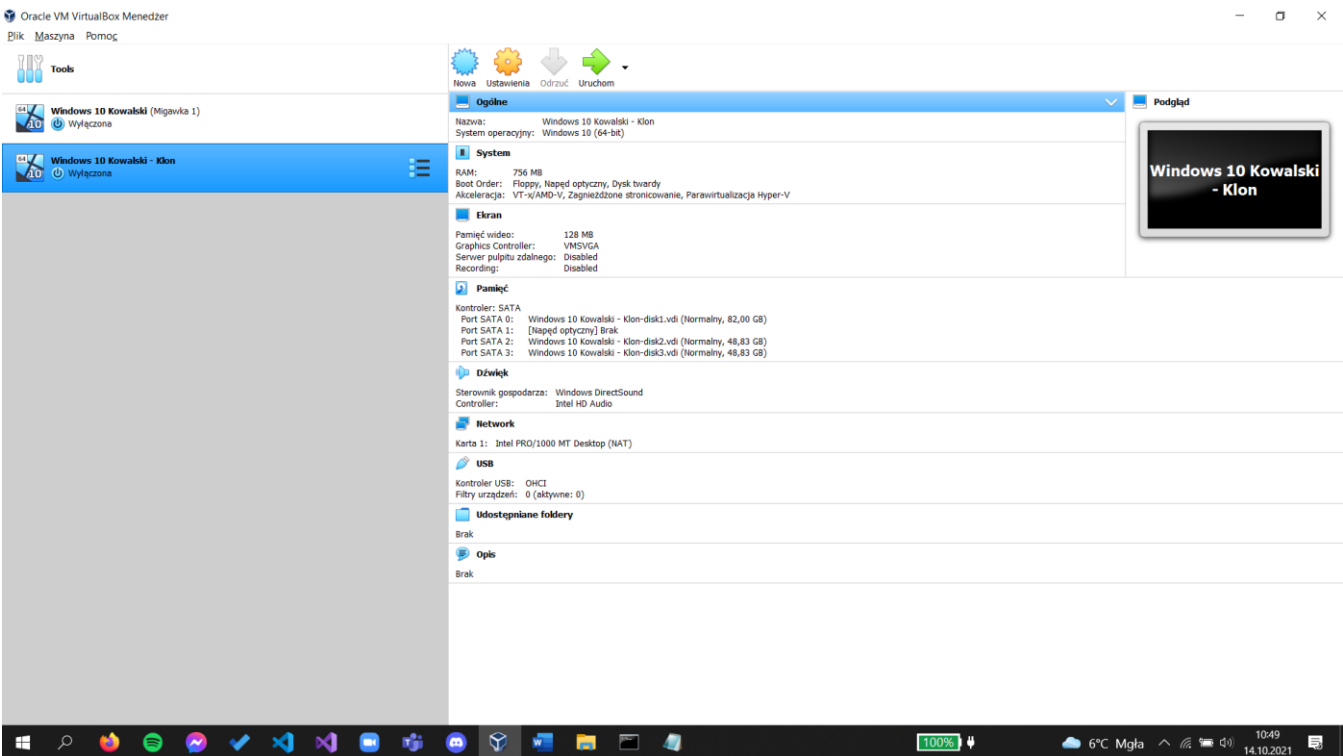 Oracle VM VirtualBox Menedżer
Plik Maszyna Pomoc
Tools
Windows 10 Kowalski (Migawka 1)
Wyłączona
Windows 10 Kowalski - Klon
Wyłączona
Nowa Ustawienia Odrzuć Uruchom
Ogólne
Nazwa: Windows 10 Kowalski - Klon
System operacyjny: Windows 10 (64-bit)
System
RAM: 756 MB
Boot Order: Floppy, Napęd optyczny, Dysk twardy
Akceleracja: VT-x/AMD-V, Zagnieżdżone stronicowanie, Parawirtualizacja Hyper-V
Ekran
Pamięć wideo: 128 MB
Graphics Controller: VMSVGA
Serwer pulpitu zdalnego: Disabled
Recording: Disabled
Pamięć
Kontroler: SATA
Port SATA 0: Windows 10 Kowalski - Klon-disk1.vdi (Normalny, 82,00 GB)
Port SATA 1: [Napęd optyczny] Brak
Port SATA 2: Windows 10 Kowalski - Klon-disk2.vdi (Normalny, 48,83 GB)
Port SATA 3: Windows 10 Kowalski - Klon-disk3.vdi (Normalny, 48,83 GB)
Dźwięk
Sterownik gospodarza: Windows DirectSound
Controller: Intel HD Audio
Network
Karta 1: Intel PRO/1000 MT Desktop (NAT)
USB
Kontroler USB: OHCI
Filtry urządzeń: 0 (aktywne: 0)
Udostępniane foldery
Brak
Opis
Brak
Podgląd
Windows 10 Kowalski
- Klon
100%
6°C Mgła
10:49
14.10.2021